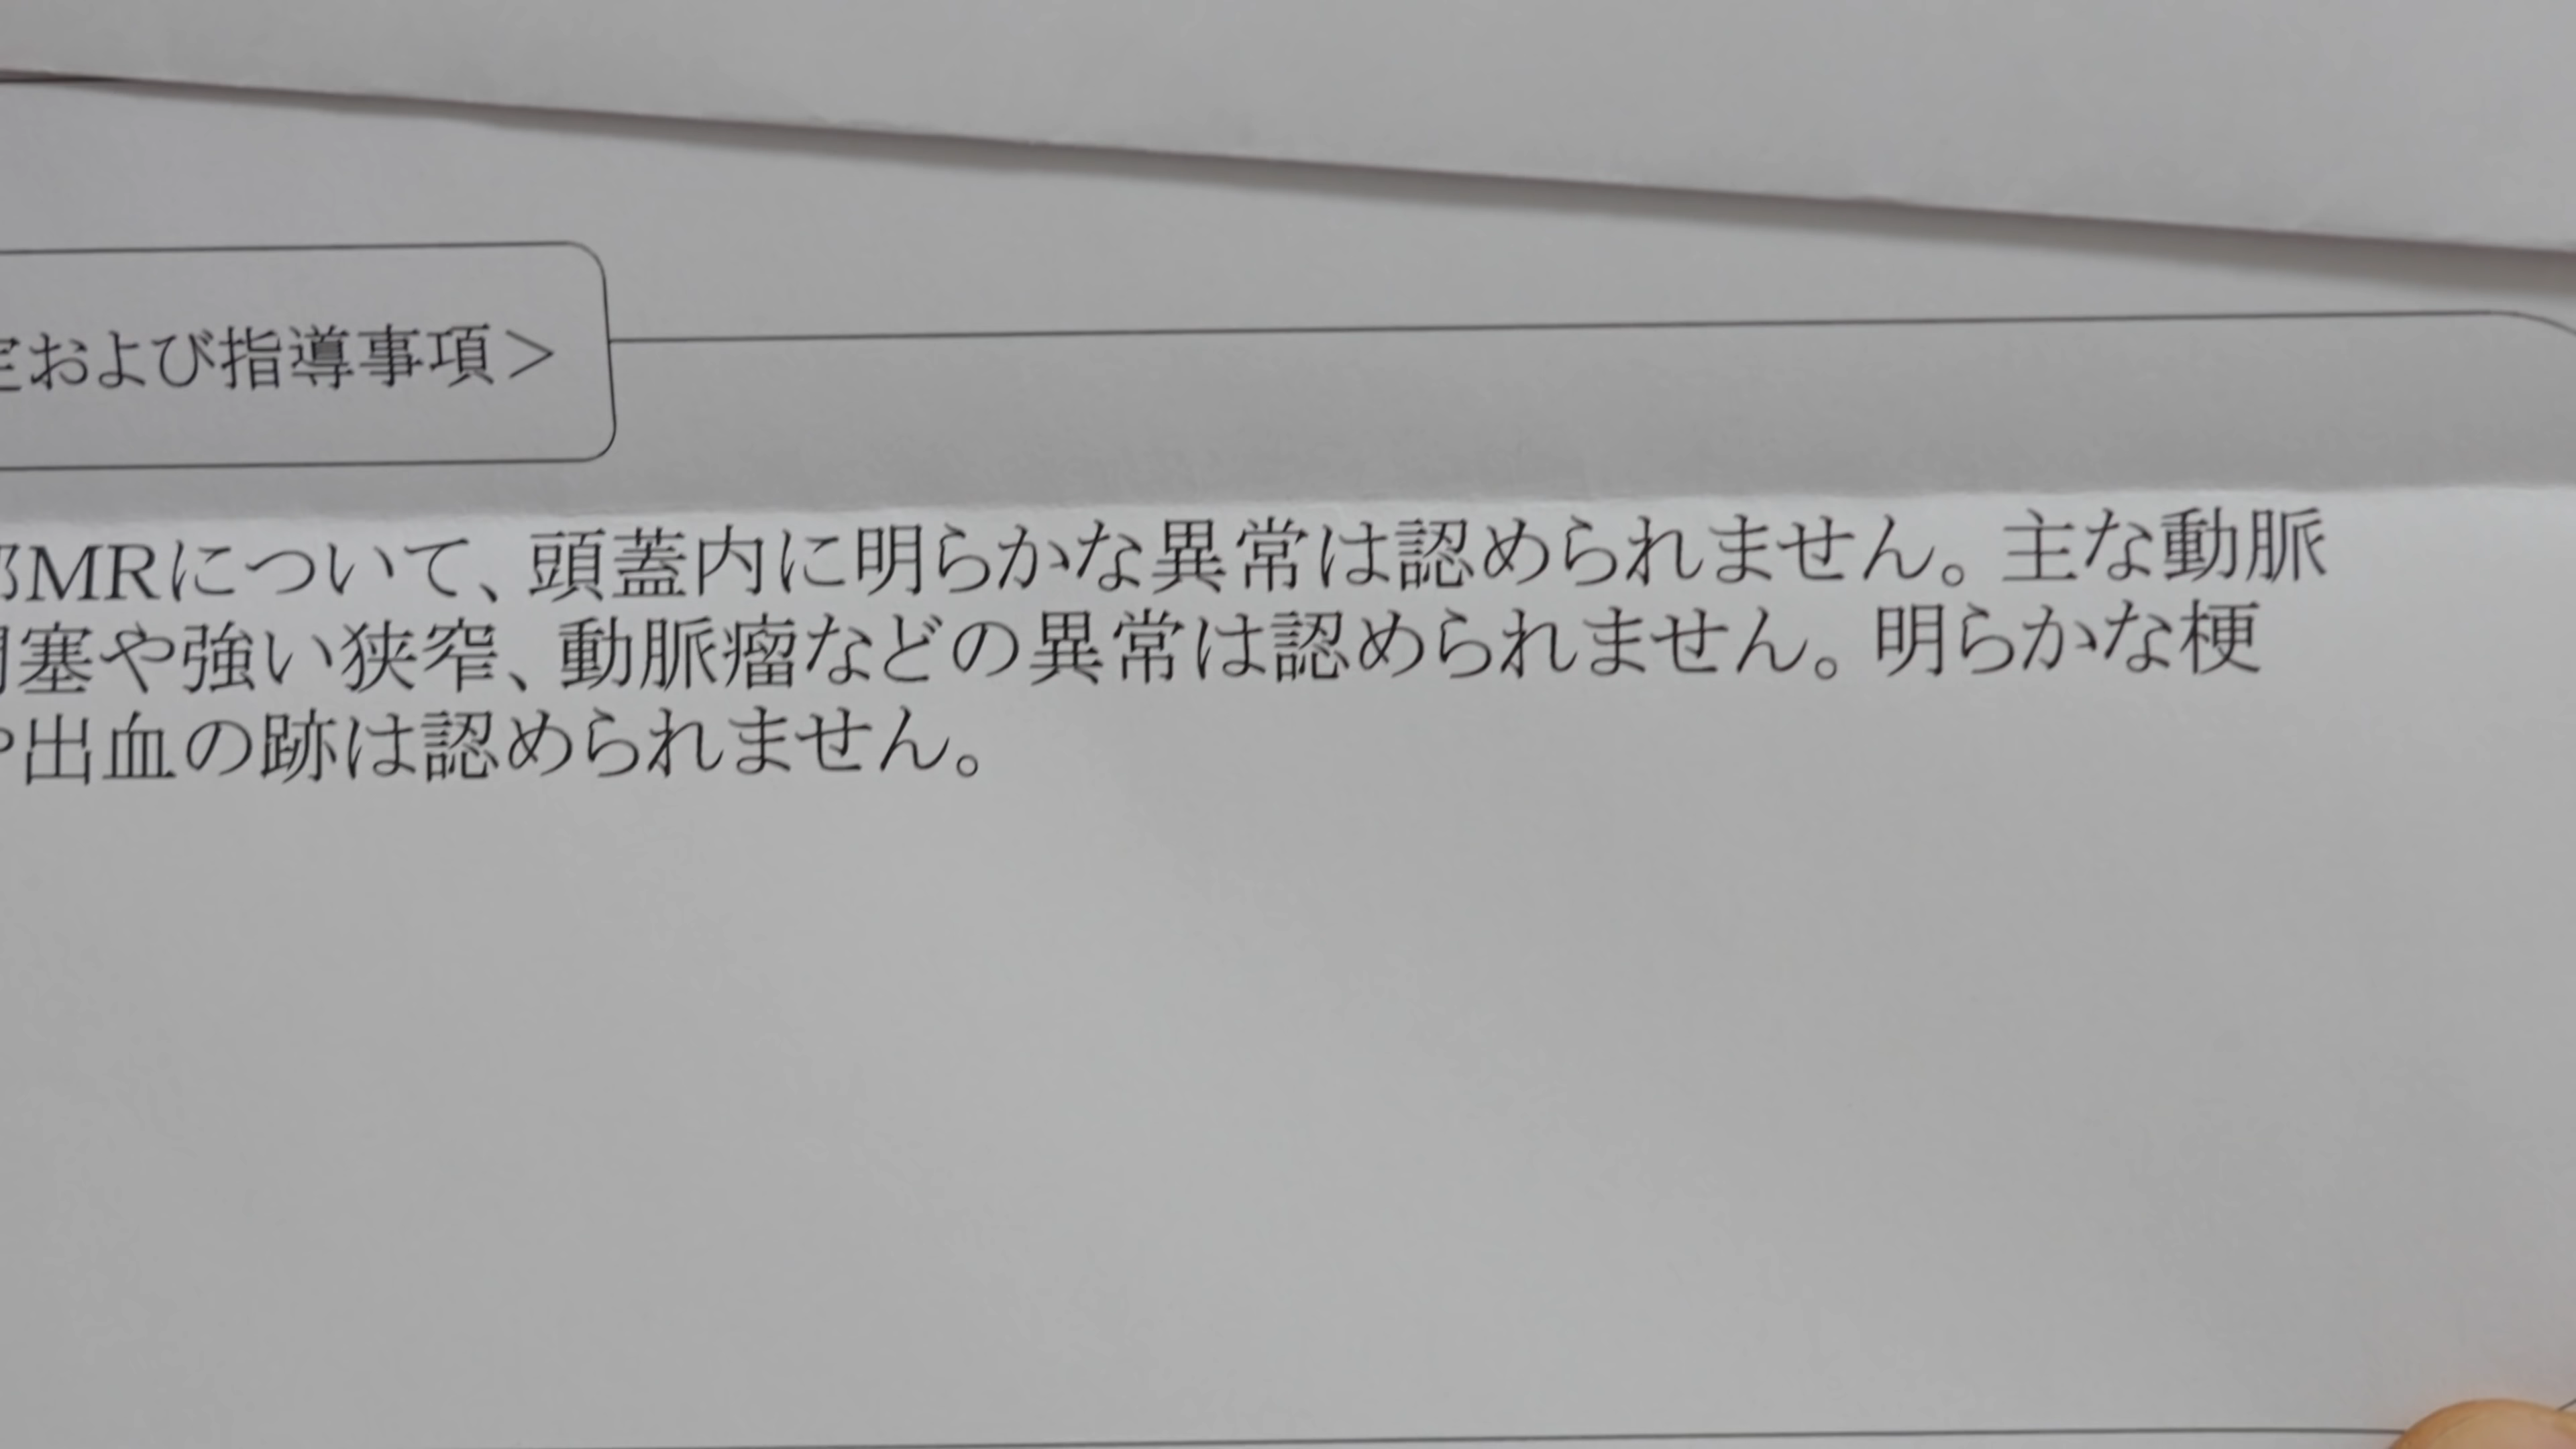 および指導事項＞
MRについて、頭蓋内に明らかな異常は認められません。主な動脈
塞や強い狭窄、動脈瘤などの異常は認められません。明らかな梗
出血の跡は認められません。